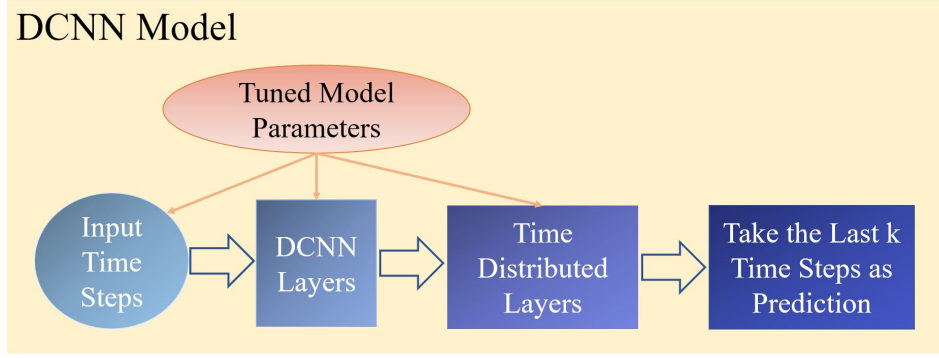 DCNN Model
Tuned Model
Parameters
Input
Time
Steps
DCNN
Layers
Time
Distributed
Layers
Take the Last k
Time Steps as
Prediction